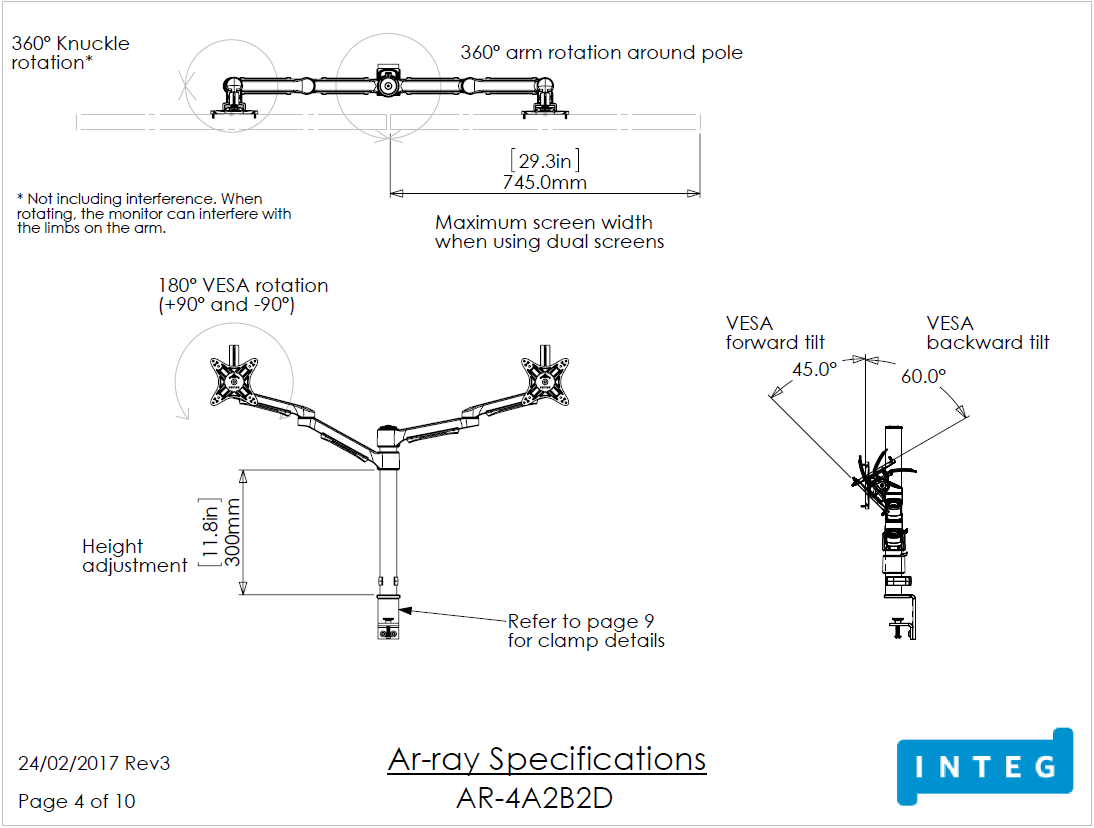 360° Knuckle
rotation*
360° arm rotation around pole
[29.3in]
745.0mm
* Not including interference. When
rotating, the monitor can interfere with
the limbs on the arm.
Maximum screen width
when using dual screens
180° VESA rotation
(+90° and -90°)
VESA
forward tilt
VESA
backward tilt
45.0°
60.0°
[11.8in]
300mm
Height
adjustment
Refer to page 9
for clamp details
24/02/2017 Rev3
Page 4 of 10
Ar-ray Specifications
AR-4A2B2D
INTEG